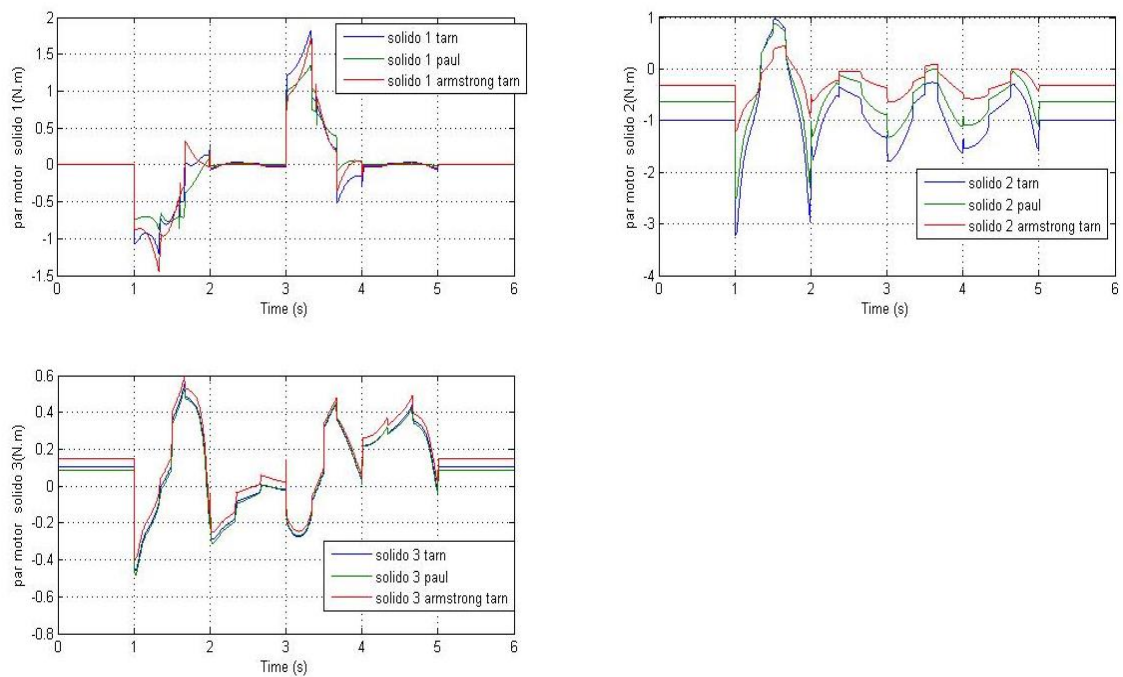 2
1.5
1
0.5
0
-0.5
-1
-1.5
par motor solido 1(N.m)
0 1 2 3 4 5 6
Time (s)
solido 1 tarn
solido 1 paul
solido 1 armstrong tarn
1
0
-1
-2
-3
-4
par motor solido 2(N.m)
0 1 2 3 4 5 6
Time (s)
solido 2 tarn
solido 2 paul
solido 2 armstrong tarn
0.6
0.4
0.2
0
-0.2
-0.4
-0.6
-0.8
par motor solido 3(N.m)
0 1 2 3 4 5 6
Time (s)
solido 3 tarn
solido 3 paul
solido 3 armstrong tarn